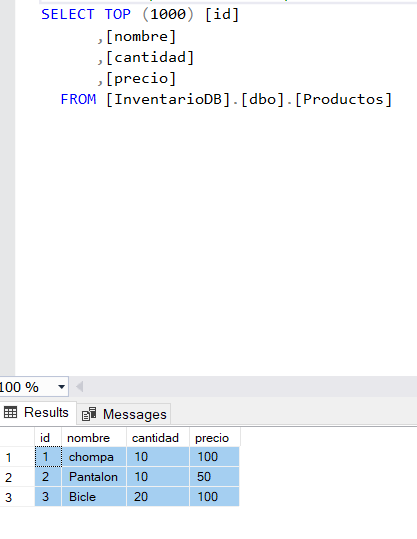 SELECT TOP (1000) [id]
,[nombre]
,[cantidad]
,[precio]
FROM [InventarioDB].[dbo].[Productos]
100 %
Results Messages
id nombre cantidad precio
1 1 chompa 10 100
2 2 Pantalon 10 50
3 3 Bicle 20 100